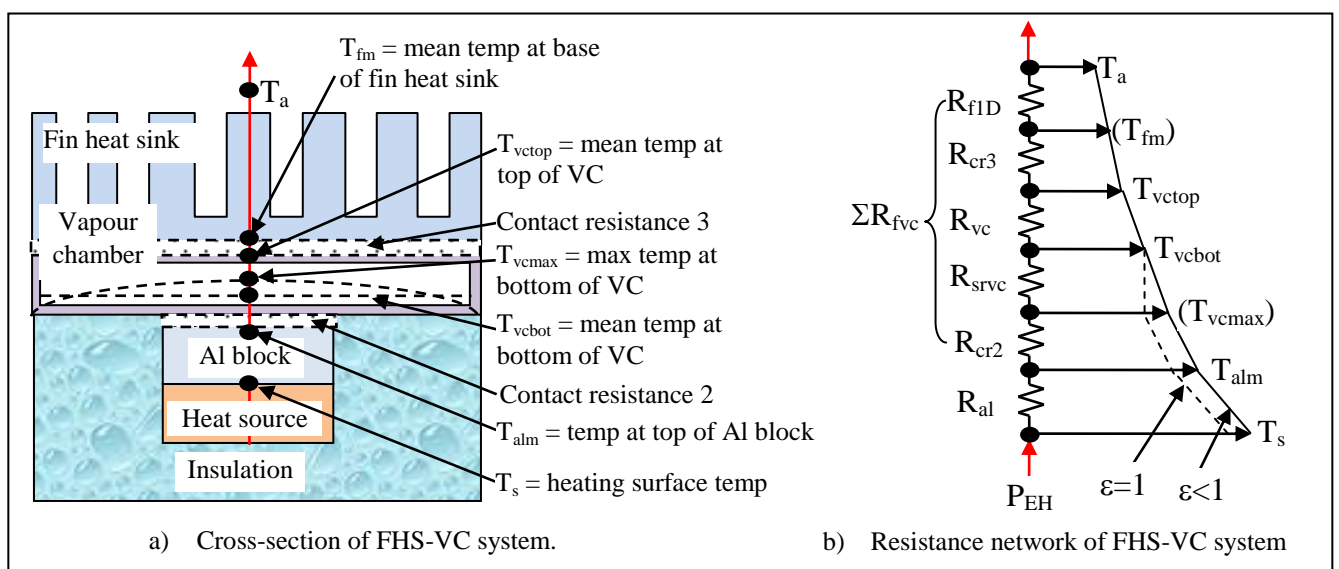 T_fm = mean temp at base
of fin heat sink
T_a
Fin heat sink
T_vctop = mean temp at
top of VC
Vapour
chamber
Contact resistance 3
T_vcmax = max temp at
bottom of VC
T_vcbot = mean temp at
bottom of VC
Al block
Contact resistance 2
Heat source
T_alm = temp at top of Al block
Insulation
T_s = heating surface temp
a) Cross-section of FHS-VC system.
T_a
R_f1D
(T_fm)
R_cr3
T_vctop
ΣR_fvc
R_vc
T_vcbot
R_srvc
(T_vcmax)
R_cr2
T_alm
R_al
T_s
P_EH
ε=1
ε<1
b) Resistance network of FHS-VC system